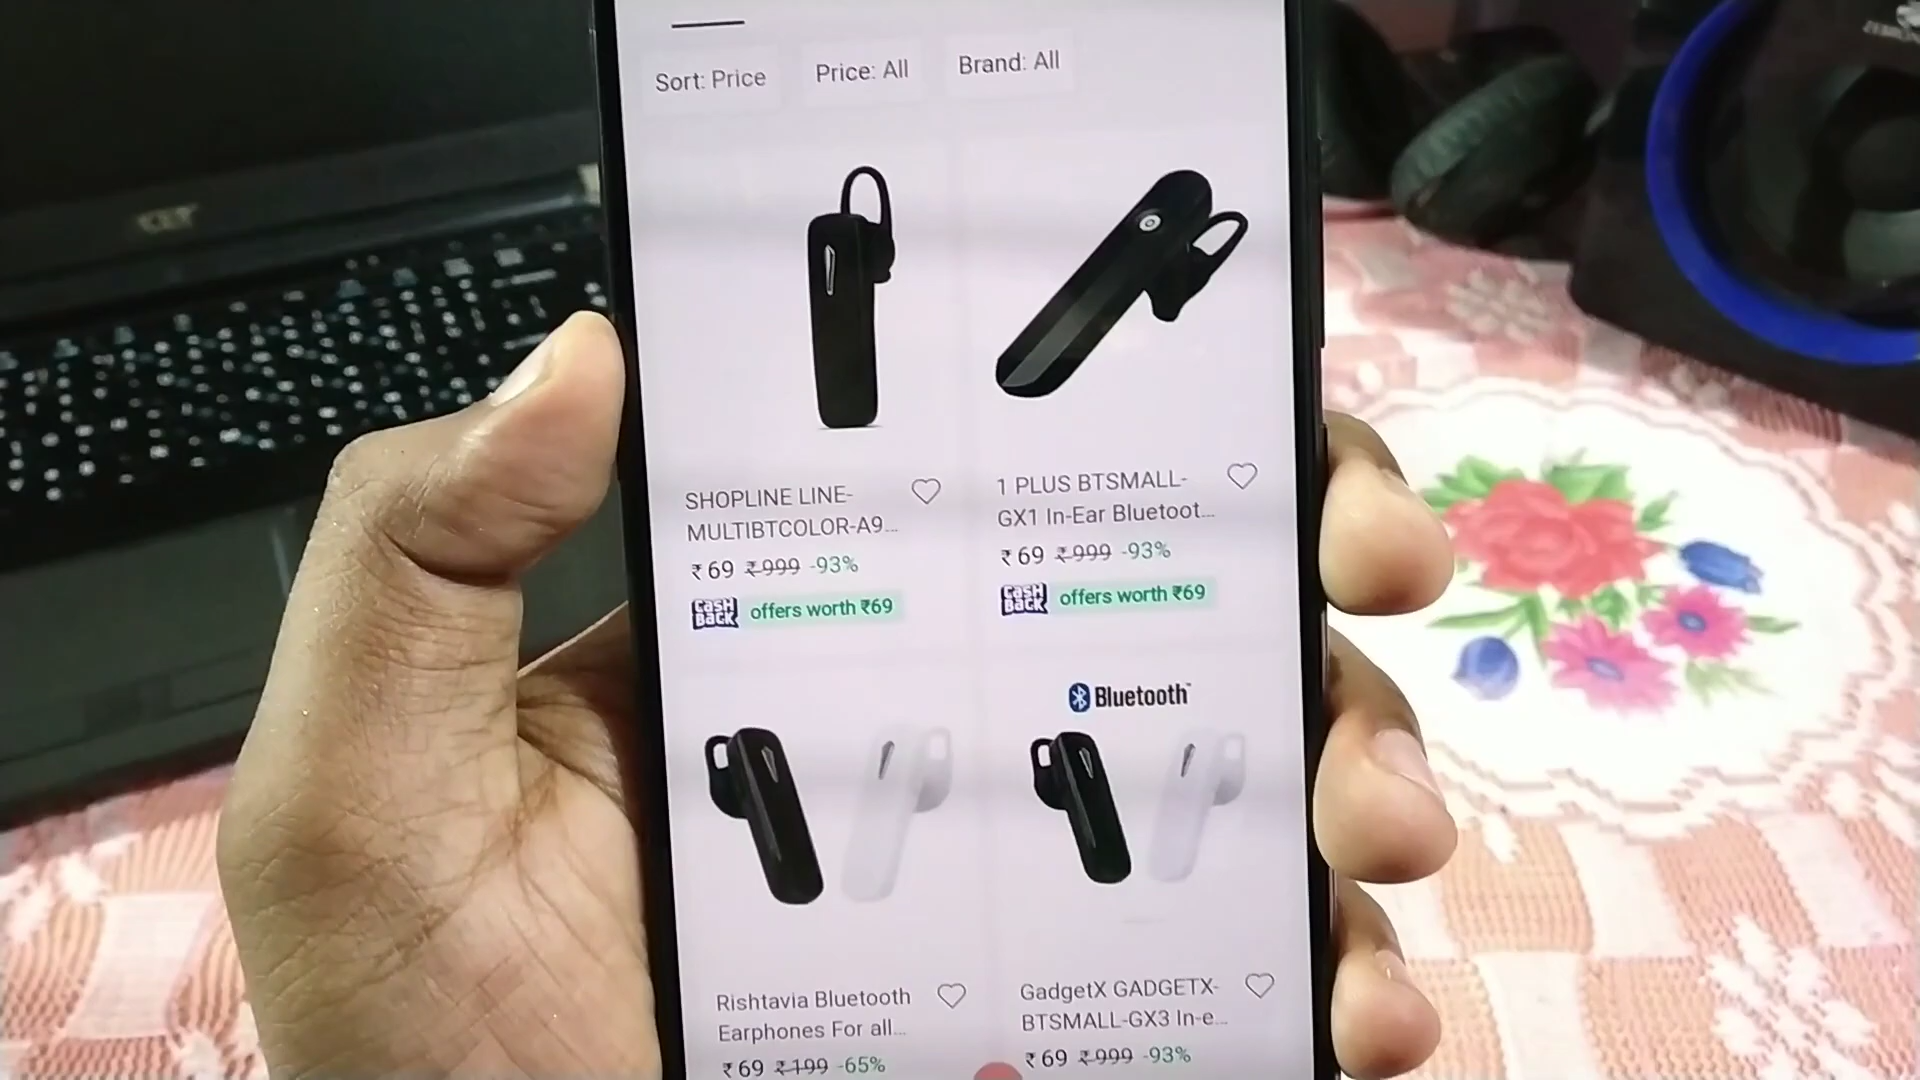 Sort: Price
Price: All
Brand: All
SHOPLINE LINE-
MULTIBTCOLOR-A9...
₹69 ₹999 -93%
CASH
BACK
offers worth ₹69
1 PLUS BTSMALL-
GX1 In-Ear Bluetoot...
₹69 ₹999 -93%
CASH
BACK
offers worth ₹69
Bluetooth™
Rishtavia Bluetooth
Earphones For all...
₹69 ₹199 -65%
GadgetX GADGETX-
BTSMALL-GX3 In-e...
₹69 ₹999 -93%